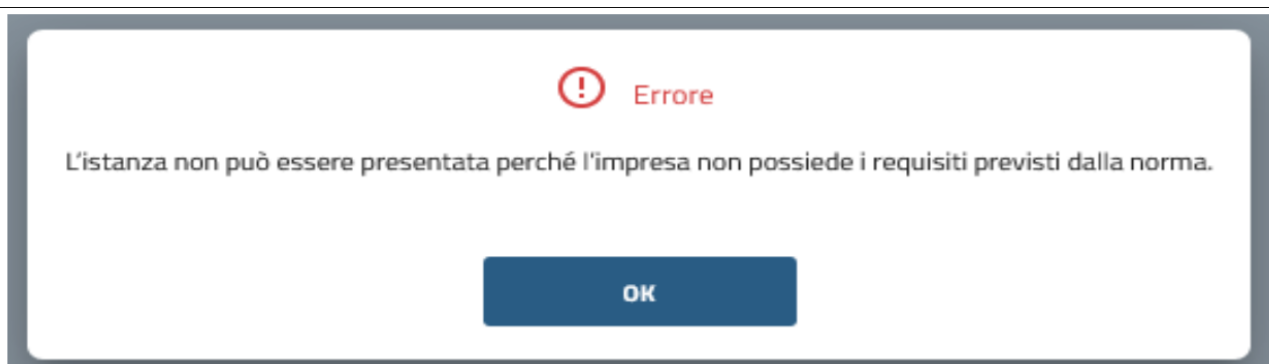 Errore
L'istanza non può essere presentata perché l'impresa non possiede i requisiti previsti dalla norma.
OK